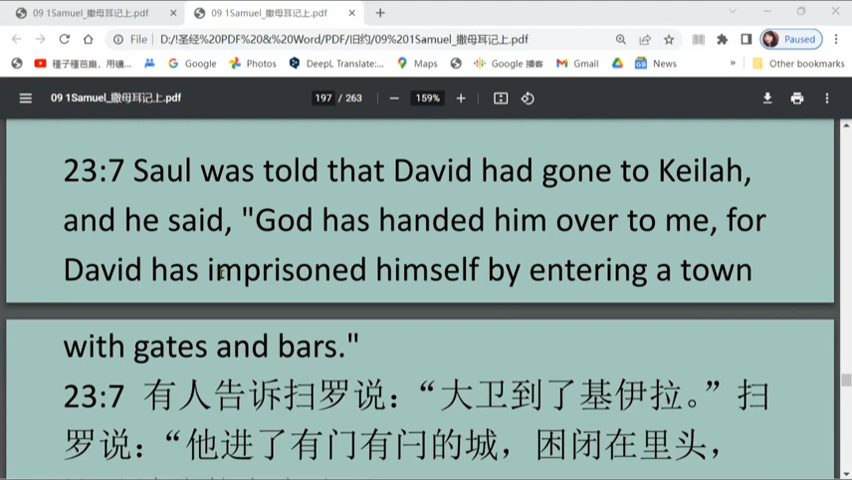 09 1Samuel_撒母耳记上.pdf
09 1Samuel_撒母耳记上.pdf
File D:/!圣经%20PDF%20&%20Word/PDF/旧约/09%201Samuel_撒母耳记上.pdf
Paused
Google
Photos
DeepL Translate:...
Maps
Google 播客
Gmail
News
»
Other bookmarks
09 1Samuel_撒母耳记上.pdf
197 / 263
159%
23:7 Saul was told that David had gone to Keilah,
and he said, "God has handed him over to me, for
David has imprisoned himself by entering a town
with gates and bars."
23:7 有人告诉扫罗说：“大卫到了基伊拉。”扫
罗说：“他进了有门有闩的城，困闭在里头，